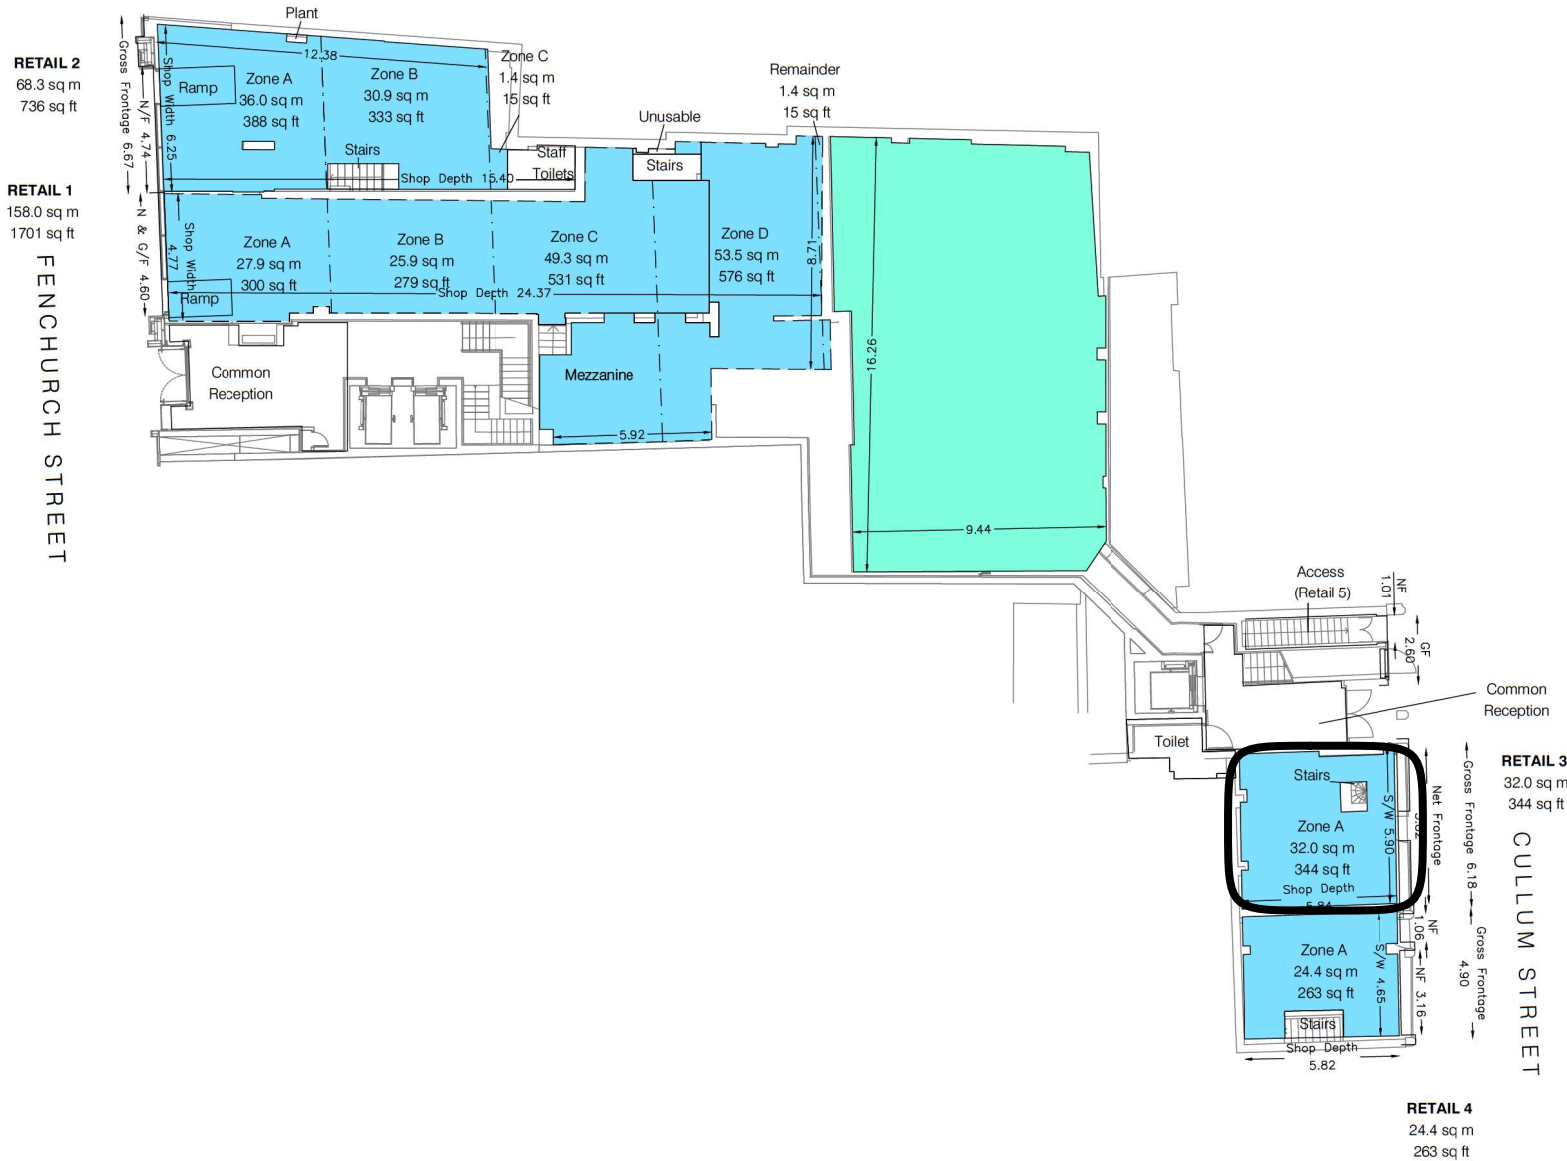 Plant
RETAIL 2
68.3 sq m
736 sq ft
Gross Frontage 6.67
N/F 4.74
Shop Width 6.25
12.38
Ramp
Zone A
36.0 sq m
388 sq ft
Zone B
30.9 sq m
333 sq ft
Zone C
1.4 sq m
15 sq ft
Stairs
Staff
Toilets
Shop Depth 15.40
Unusable
Stairs
Remainder
1.4 sq m
15 sq ft
RETAIL 1
158.0 sq m
1701 sq ft
N & G/F 4.60
Shop Width
4.77
Zone A
27.9 sq m
300 sq ft
Ramp
Zone B
25.9 sq m
279 sq ft
Zone C
49.3 sq m
531 sq ft
Zone D
53.5 sq m
576 sq ft
Shop Depth 24.37
8.71
FENCHURCH STREET
Common
Reception
Mezzanine
5.92
16.26
9.44
Access
(Retail 5)
NF
1.01
GF
2.60
Common
Reception
Toilet
Stairs
Zone A
32.0 sq m
344 sq ft
Shop Depth
5.84
S/W 5.90
Net Frontage
Gross Frontage 6.18
RETAIL 3
32.0 sq m
344 sq ft
CULLUM STREET
Zone A
24.4 sq m
263 sq ft
Stairs
Shop Depth
5.82
S/W 4.65
NF
1.06
NF 3.16
Gross Frontage
4.90
RETAIL 4
24.4 sq m
263 sq ft